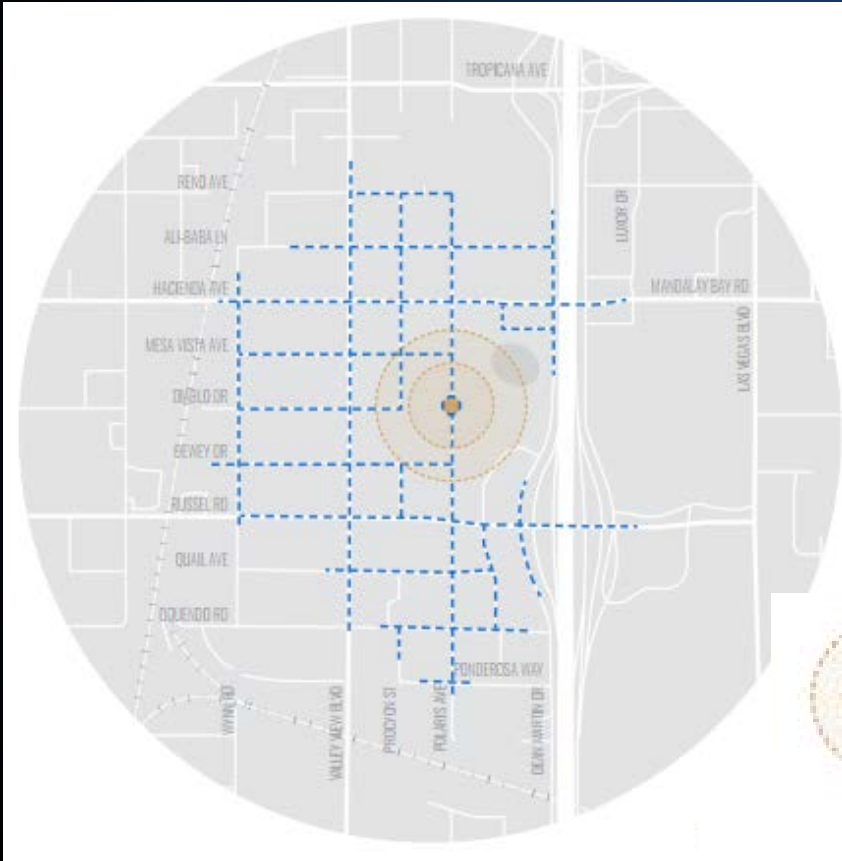 TROPICANA AVE
RENO AVE
LUXOR DR
ALI-BABA LN
HACIENDA AVE
MANDALAY BAY RD
LAS VEGAS BLVD
MESA VISTA AVE
DIABLO DR
DEWEY DR
RUSSEL RD
QUAIL AVE
OQUENDO RD
PONDEROSA WAY
WYNN RD
VALLEY VIEW BLVD
PROCYON ST
POLARIS AVE
DEAN MARTIN DR